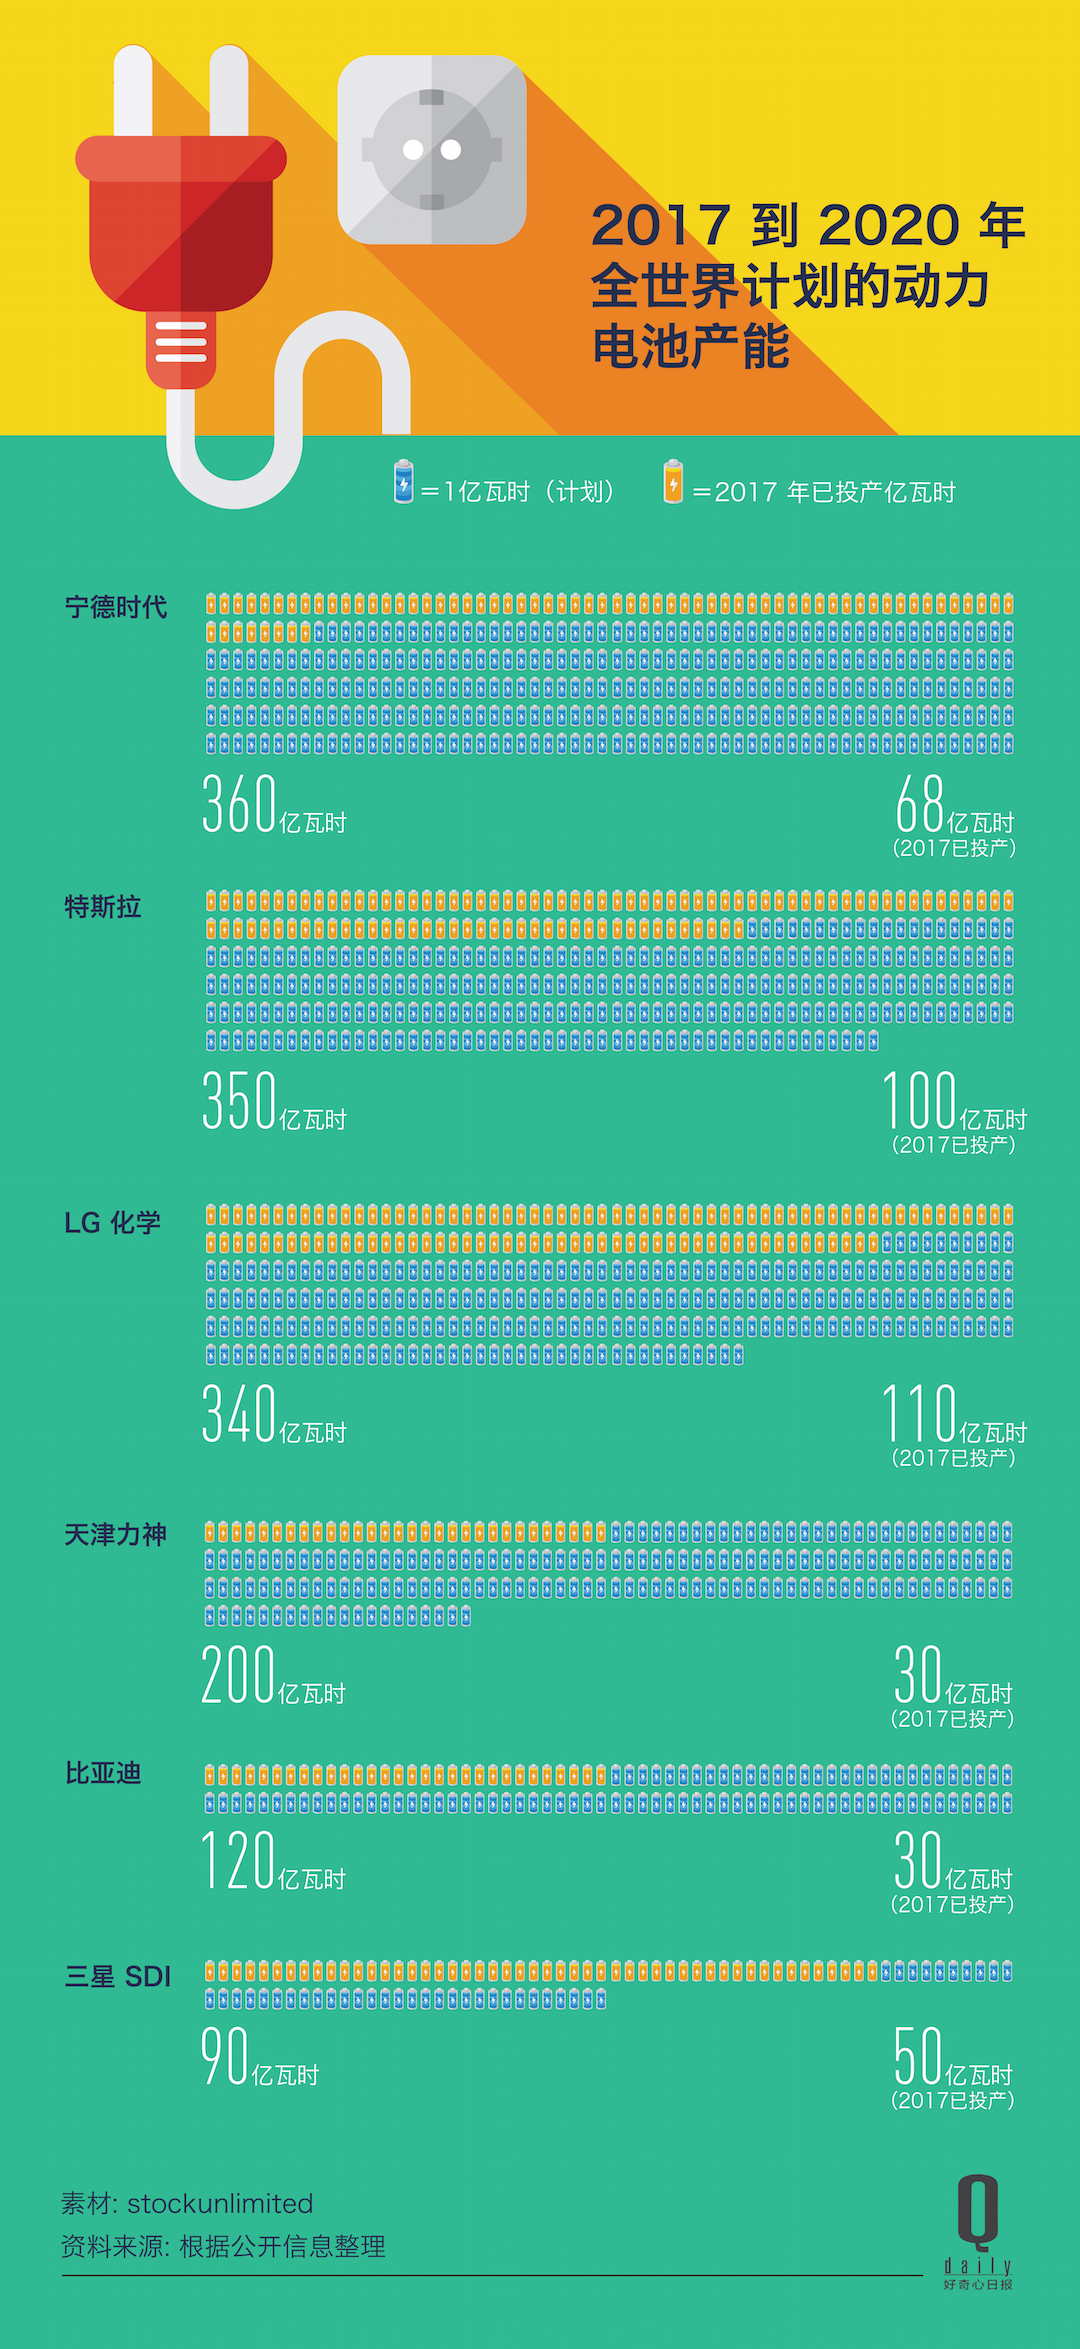 2017 到 2020 年
全世界计划的动力
电池产能
=1亿瓦时（计划）
=2017 年已投产亿瓦时
宁德时代
360亿瓦时
68亿瓦时
（2017已投产）
特斯拉
350亿瓦时
100亿瓦时
（2017已投产）
LG 化学
340亿瓦时
110亿瓦时
（2017已投产）
天津力神
200亿瓦时
30亿瓦时
（2017已投产）
比亚迪
120亿瓦时
30亿瓦时
（2017已投产）
三星 SDI
90亿瓦时
50亿瓦时
（2017已投产）
素材: stockunlimited
资料来源: 根据公开信息整理
Q
daily
好奇心日报